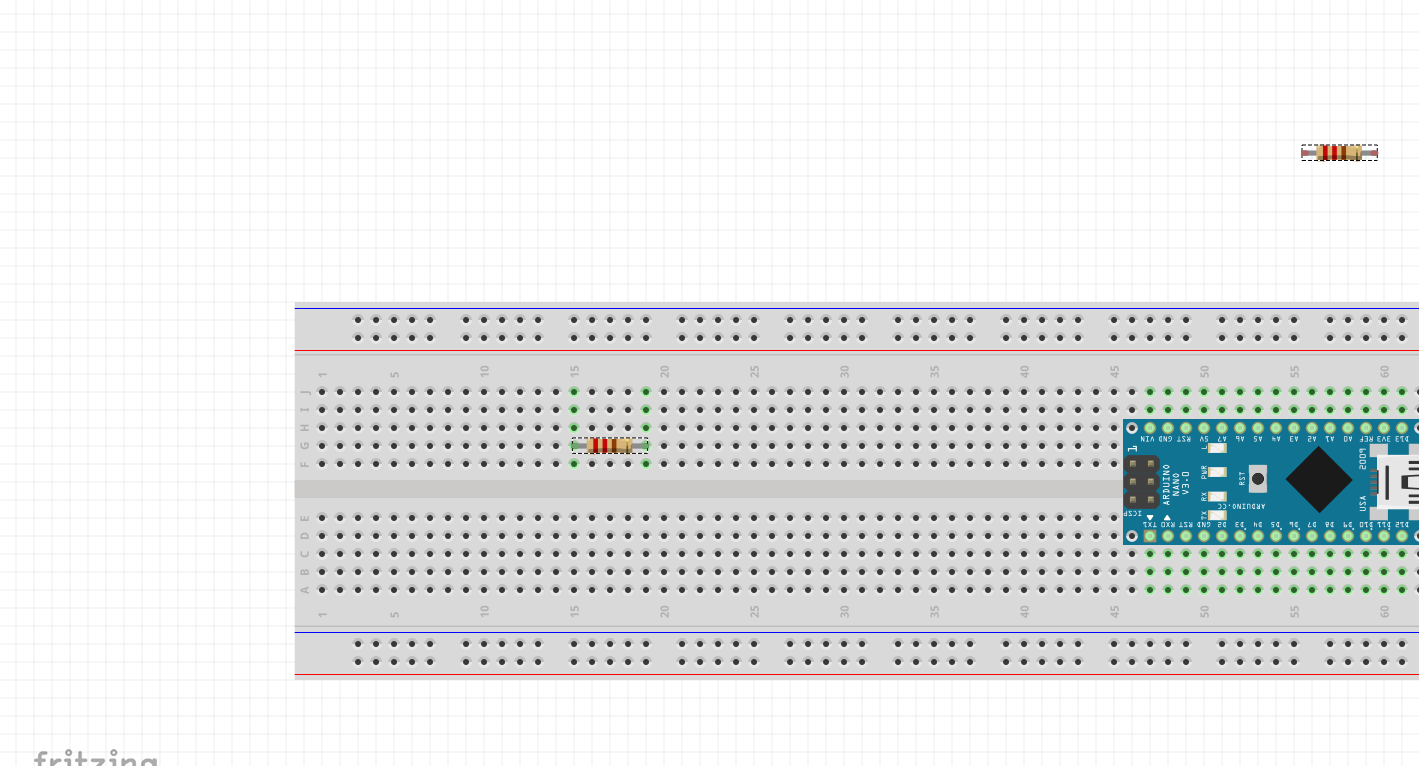 1 5 10 15 20 25 30 35 40 45 50 55 60
J
I
H
G
F
VIN GND RST 5V A7 A6 A5 A4 A3 A2 A1 A0 REF 3V3 D13
1
L
PWR
RX
TX
RST
ARDUINO
NANO
V3.0
ICSP
ARDUINO.CC
USA
TX1 RX0 RST GND D2 D3 D4 D5 D6 D7 D8 D9 D10 D11 D12
E
D
C
B
A
1 5 10 15 20 25 30 35 40 45 50 55 60
fritzing